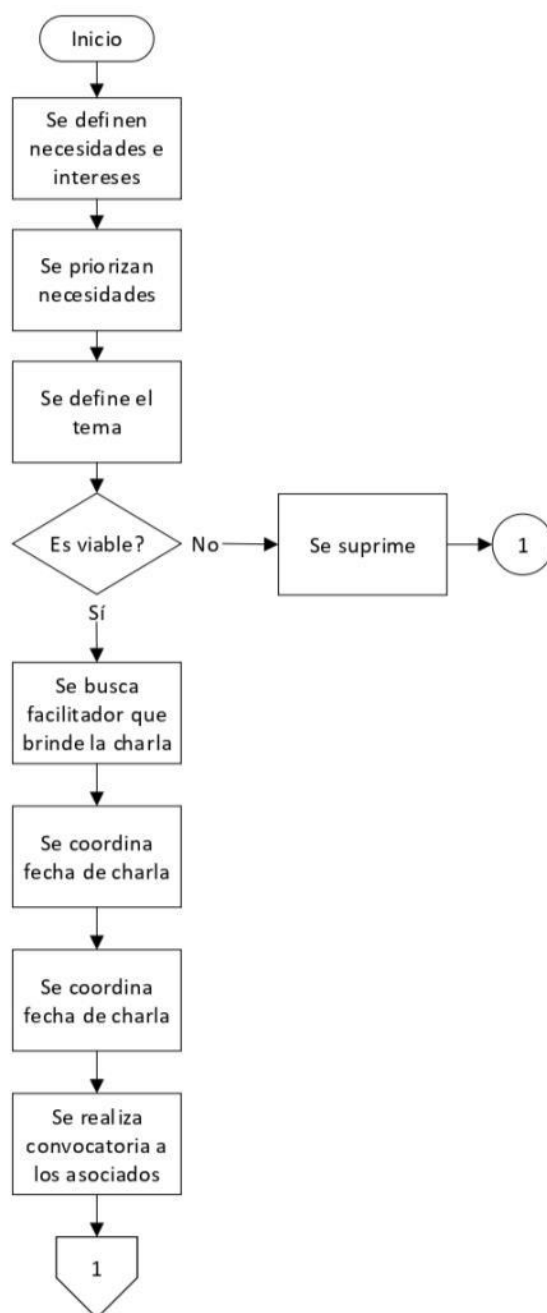 Inicio
Se definen
necesidades e
intereses
Se priorizan
necesidades
Se define el
tema
Es viable?
No
Se suprime
1
Sí
Se busca
facilitador que
brinde la charla
Se coordina
fecha de charla
Se coordina
fecha de charla
Se realiza
convocatoria a
los asociados
1